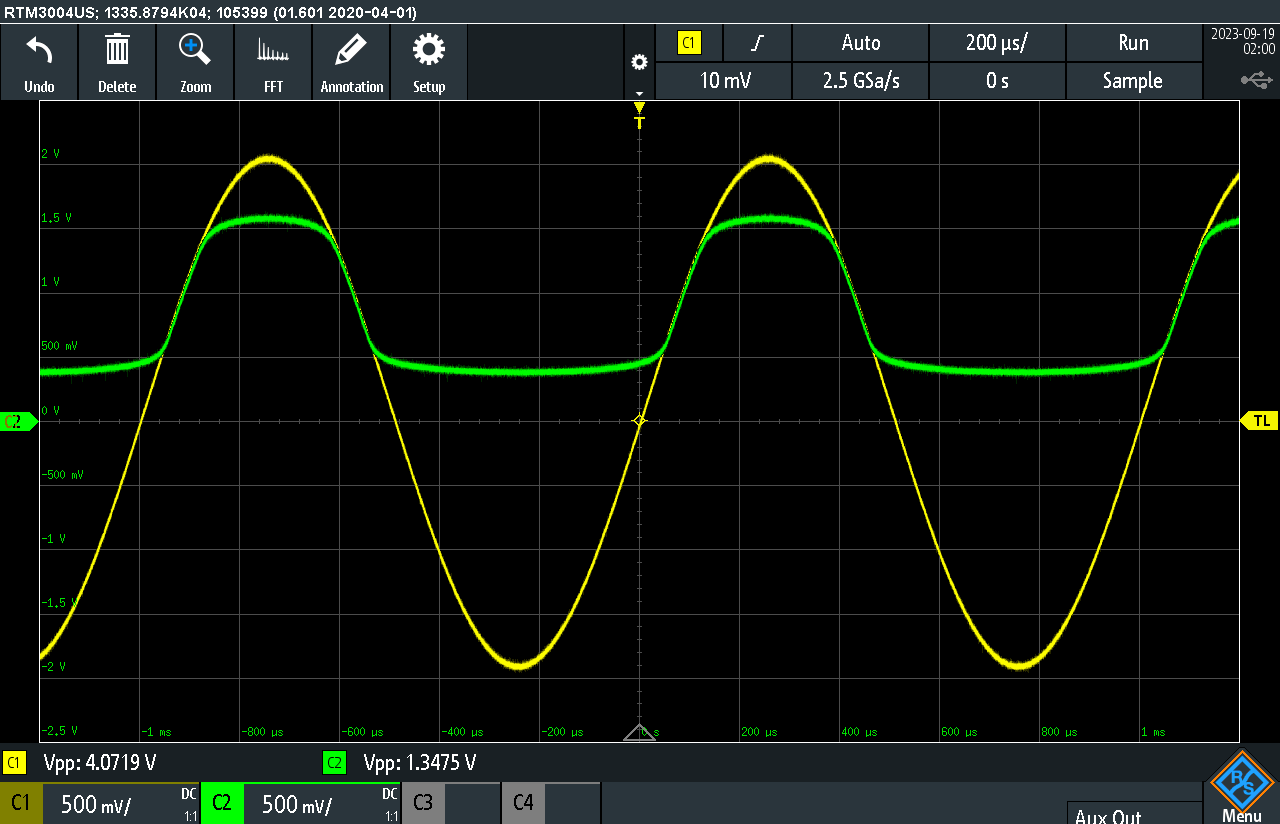 RTM3004US; 1335.8794K04; 105399 (01.601 2020-04-01)
Undo
Delete
Zoom
FFT
Annotation
Setup
C1
Auto
200 µs/
Run
2023-09-19
02:00
10 mV
2.5 GSa/s
0 s
Sample
T
2 V
1.5 V
1 V
500 mV
0 V
C2
TL
-500 mV
-1 V
-1.5 V
-2 V
-2.5 V
-1 ms
-800 µs
-600 µs
-400 µs
-200 µs
0 s
200 µs
400 µs
600 µs
800 µs
1 ms
C1 Vpp: 4.0719 V
C2 Vpp: 1.3475 V
C1 500 mV/ DC 1:1
C2 500 mV/ DC 1:1
C3
C4
Aux Out
R S
Menu